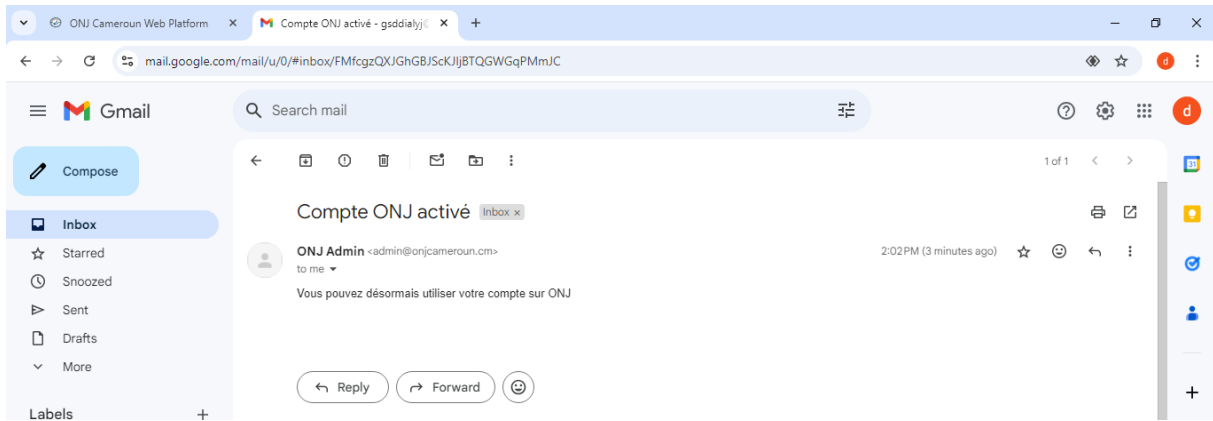 ONJ Cameroun Web Platform
Compte ONJ activé - gsddialyj
mail.google.com/mail/u/0/#inbox/FMfcgzQXJGhGBJScKJIjBTQGWGqPMmJC
d
Gmail
Search mail
d
Compose
1 of 1
31
Compte ONJ activé Inbox x
Inbox
Starred
ONJ Admin <admin@onjcameroun.cm> 2:02 PM (3 minutes ago)
to me
Snoozed
Vous pouvez désormais utiliser votre compte sur ONJ
Sent
Drafts
More
Reply
Forward
Labels